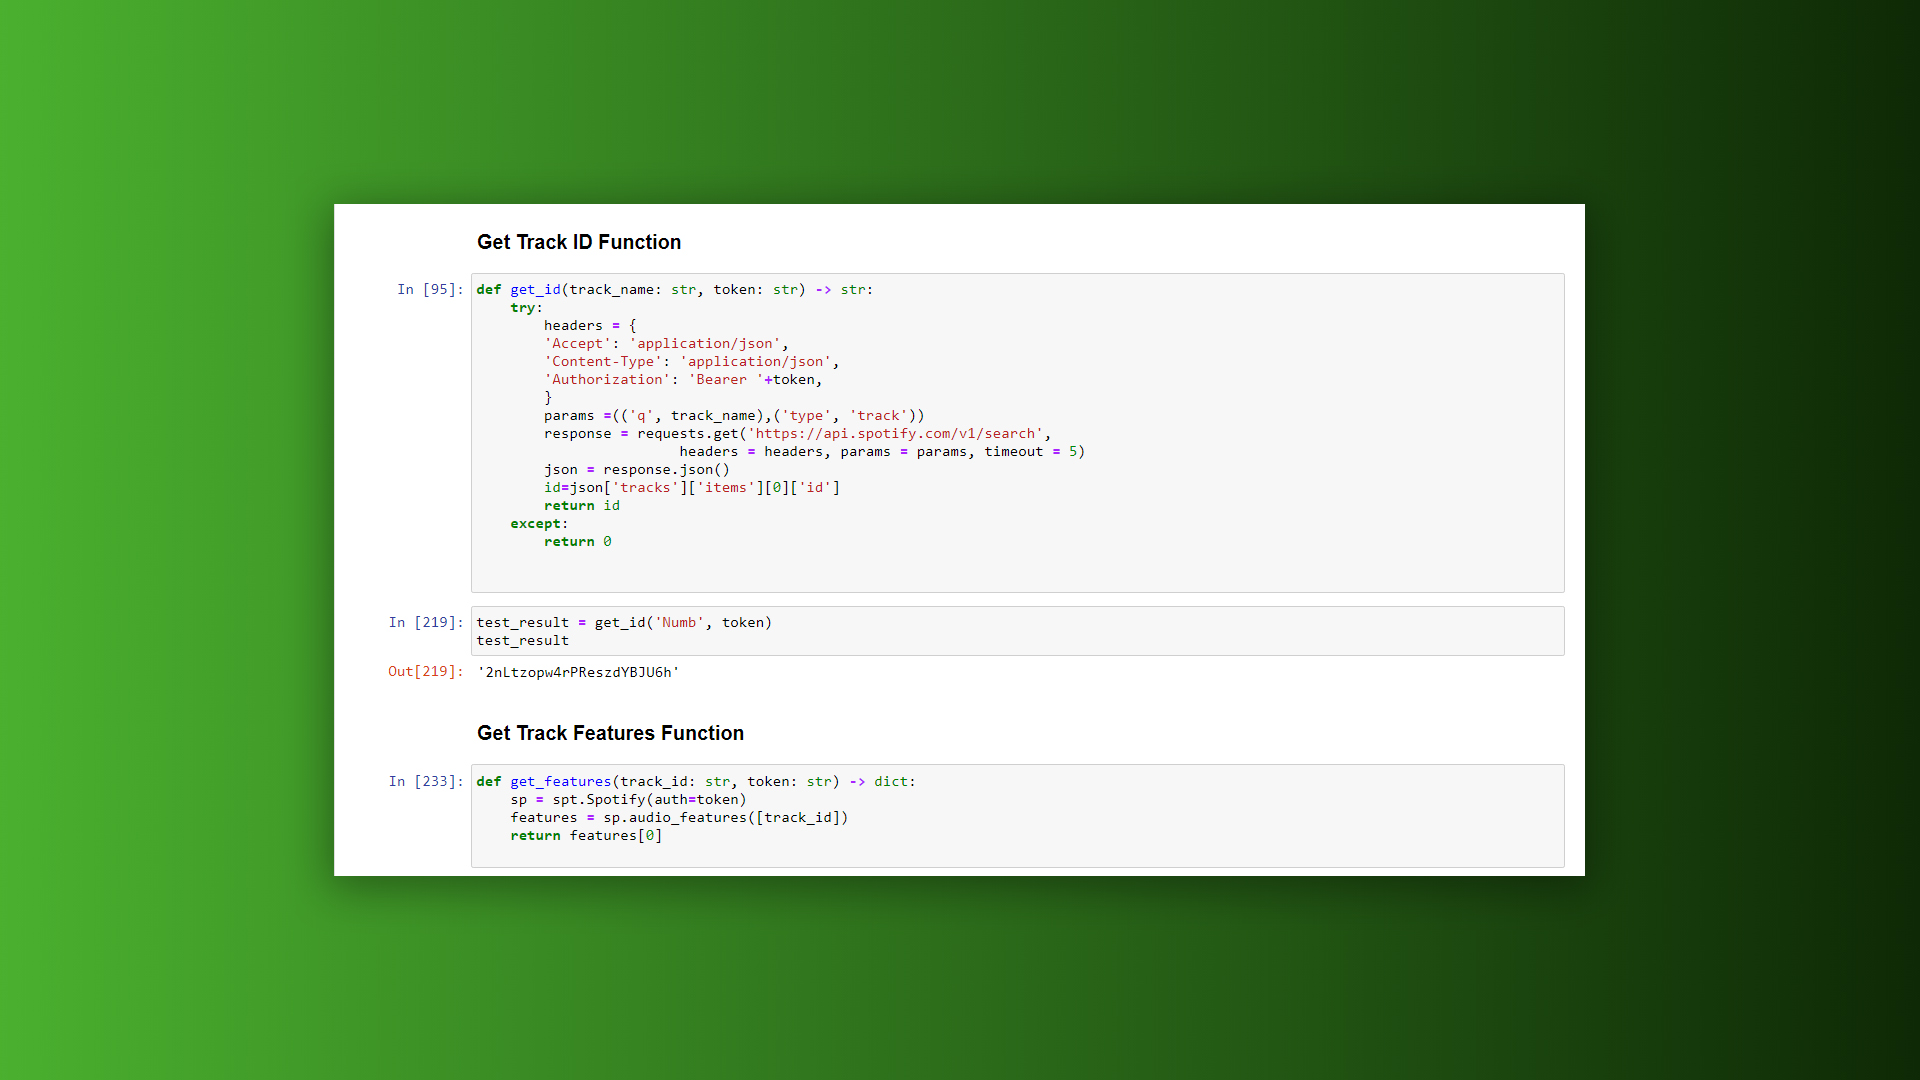 Get Track ID Function
In [95]: def get_id(track_name: str, token: str) -> str:
    try:
        headers = {
        'Accept': 'application/json',
        'Content-Type': 'application/json',
        'Authorization': 'Bearer '+token,
        }
        params =(('q', track_name),('type', 'track'))
        response = requests.get('https://api.spotify.com/v1/search',
                        headers = headers, params = params, timeout = 5)
        json = response.json()
        id=json['tracks']['items'][0]['id']
        return id
    except:
        return 0
In [219]: test_result = get_id('Numb', token)
test_result
Out[219]: '2nLtzopw4rPReszdYBJU6h'
Get Track Features Function
In [233]: def get_features(track_id: str, token: str) -> dict:
    sp = spt.Spotify(auth=token)
    features = sp.audio_features([track_id])
    return features[0]